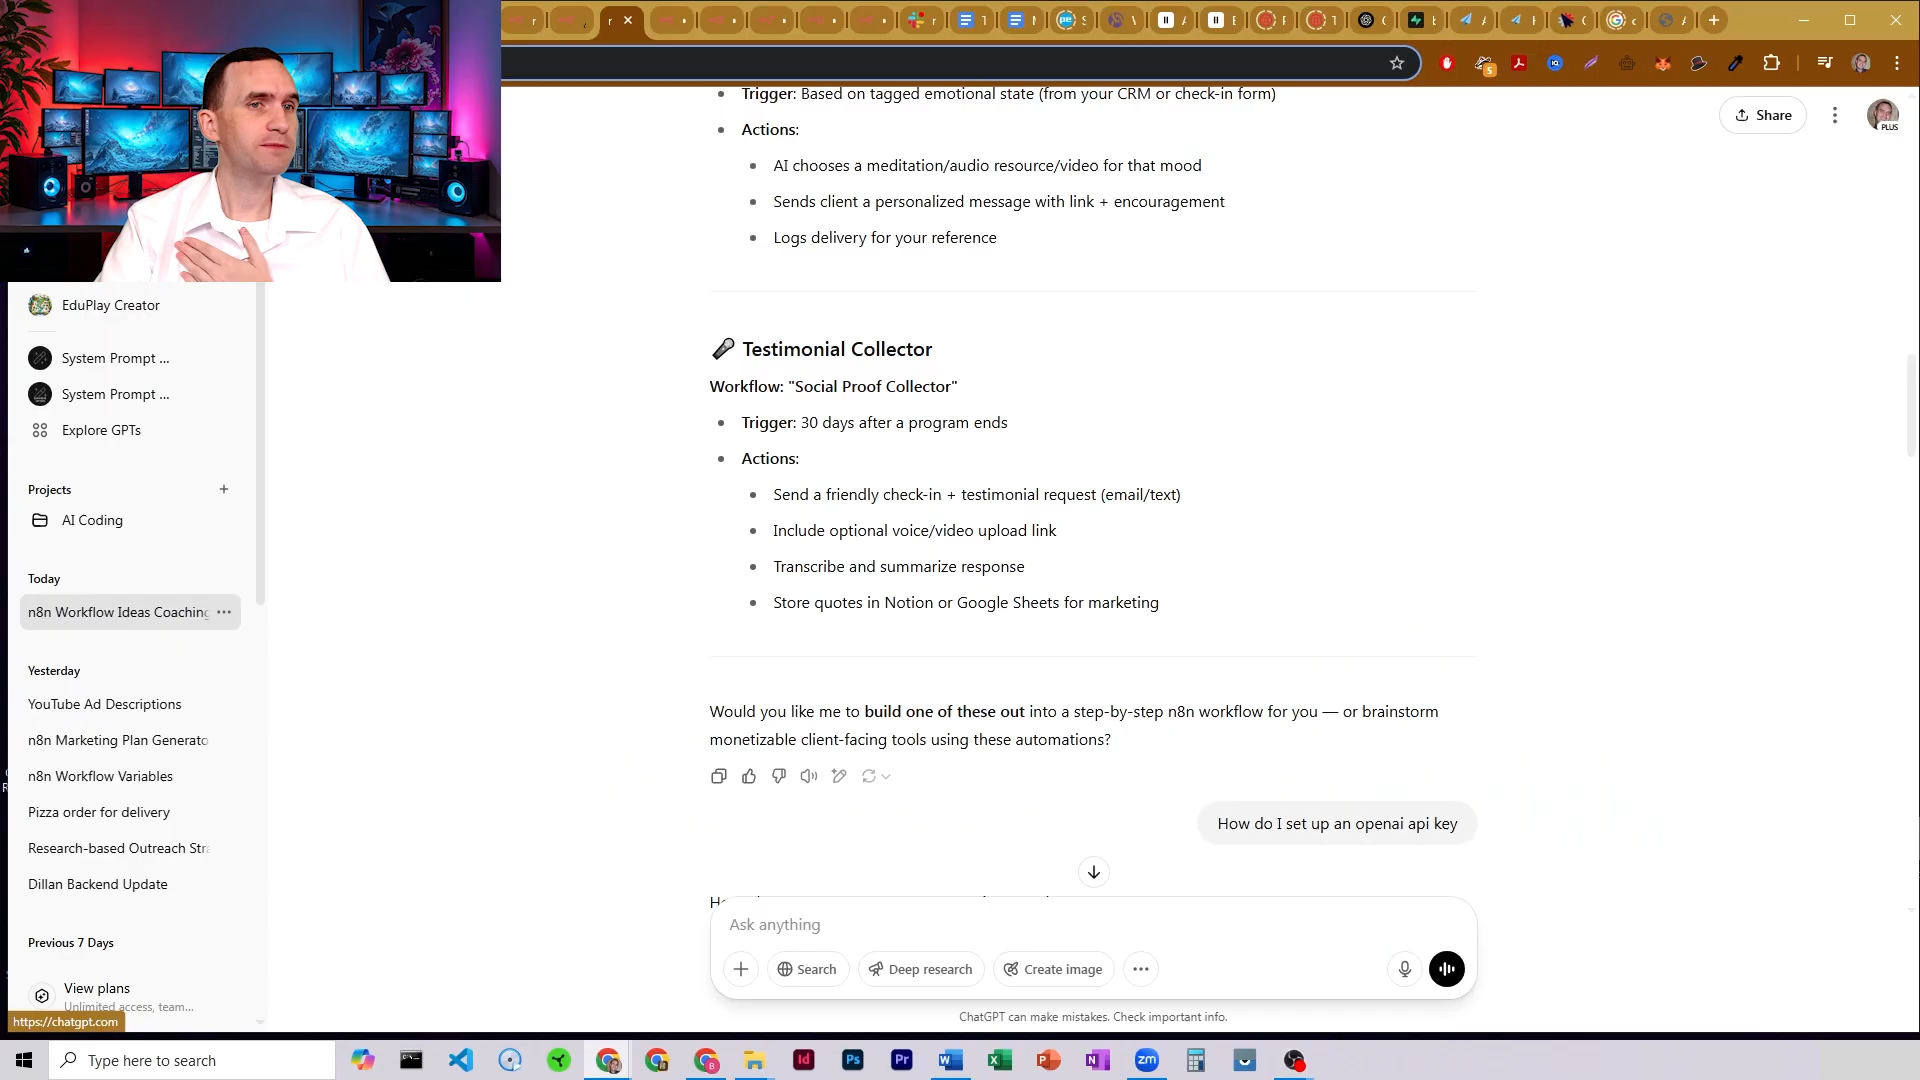 Share
PLUS
Trigger: Based on tagged emotional state (from your CRM or check-in form)
Actions:
AI chooses a meditation/audio resource/video for that mood
Sends client a personalized message with link + encouragement
Logs delivery for your reference
🎤 Testimonial Collector
Workflow: "Social Proof Collector"
Trigger: 30 days after a program ends
Actions:
Send a friendly check-in + testimonial request (email/text)
Include optional voice/video upload link
Transcribe and summarize response
Store quotes in Notion or Google Sheets for marketing
Would you like me to build one of these out into a step-by-step n8n workflow for you — or brainstorm
monetizable client-facing tools using these automations?
How do I set up an openai api key
Ask anything
Search
Deep research
Create image
ChatGPT can make mistakes. Check important info.
EduPlay Creator
System Prompt ...
System Prompt ...
Explore GPTs
Projects
AI Coding
Today
n8n Workflow Ideas Coaching
Yesterday
YouTube Ad Descriptions
n8n Marketing Plan Generato
n8n Workflow Variables
Pizza order for delivery
Research-based Outreach Stra
Dillan Backend Update
Previous 7 Days
View plans
Unlimited access, team...
https://chatgpt.com
Type here to search